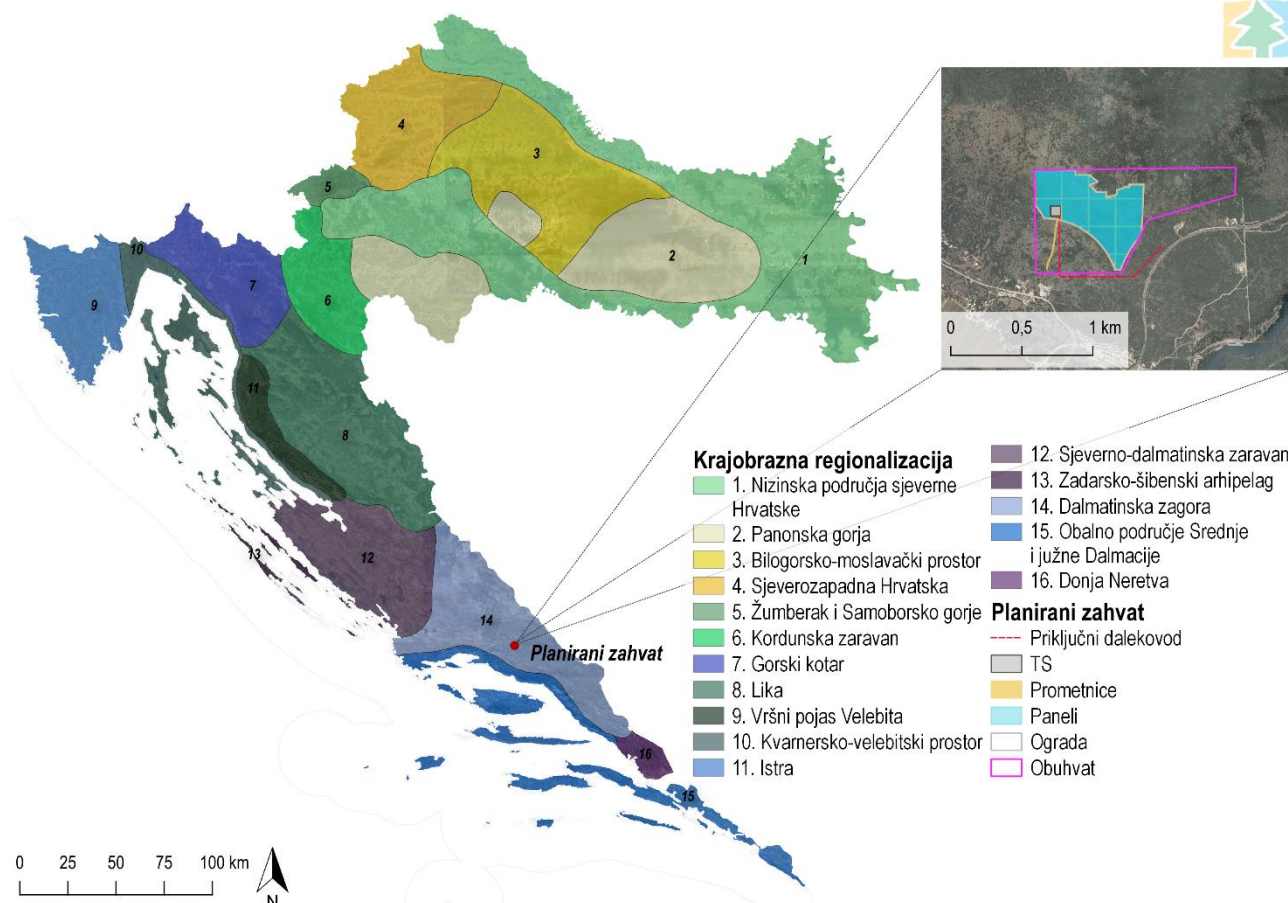 4
3
5
2
1
10
7
6
9
11
8
12
13
14
Planirani zahvat
16
15
0 25 50 75 100 km
N
0 0,5 1 km
Krajobrazna regionalizacija
1. Nizinska područja sjeverne
Hrvatske
2. Panonska gorja
3. Bilogorsko-moslavački prostor
4. Sjeverozapadna Hrvatska
5. Žumberak i Samoborsko gorje
6. Kordunska zaravan
7. Gorski kotar
8. Lika
9. Vršni pojas Velebita
10. Kvarnersko-velebitski prostor
11. Istra
12. Sjeverno-dalmatinska zaravan
13. Zadarsko-šibenski arhipelag
14. Dalmatinska zagora
15. Obalno područje Srednje
i južne Dalmacije
16. Donja Neretva
Planirani zahvat
Priključni dalekovod
TS
Prometnice
Paneli
Ograda
Obuhvat